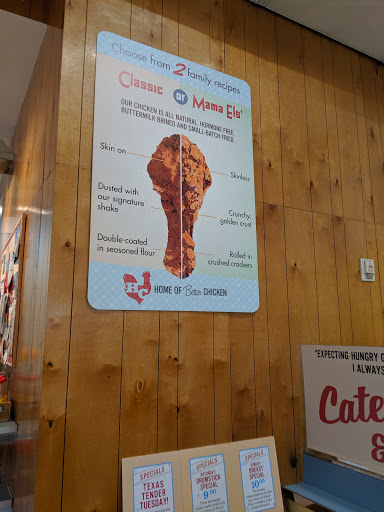 Choose from 2 family recipes
Classic or Mama Els'
OUR CHICKEN IS ALL NATURAL, HORMONE FREE,
BUTTERMILK BRINED AND SMALL-BATCH FRIED.
Skin on
Skinless
Dusted with
our signature
shake
Crunchy,
golden crust
Double-coated
in seasoned flour
Rolled in
crushed crackers
HC HOME OF Better CHICKEN
"EXPECTING HUNGRY
I ALWAYS
Cate
&
SPECIALS
TEXAS
TENDER
TUESDAY!
SPECIALS
DRUMSTICK
SPECIAL
$9.00
SPECIALS
BREAST
SPECIAL
10.00